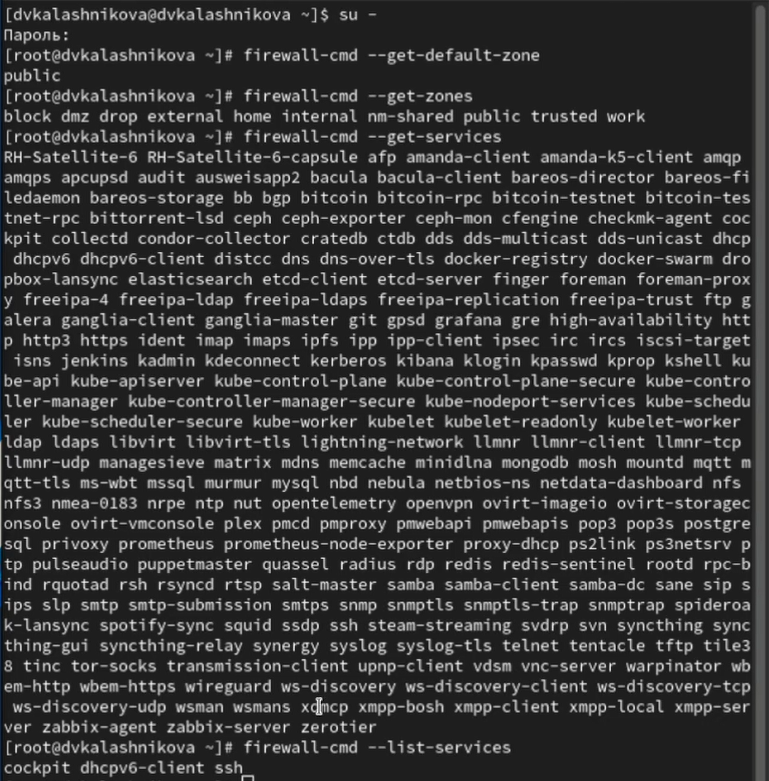 [dvkalashnikova@dvkalashnikova ~]$ su -
Пароль:
[root@dvkalashnikova ~]# firewall-cmd --get-default-zone
public
[root@dvkalashnikova ~]# firewall-cmd --get-zones
block dmz drop external home internal nm-shared public trusted work
[root@dvkalashnikova ~]# firewall-cmd --get-services
RH-Satellite-6 RH-Satellite-6-capsule afp amanda-client amanda-k5-client amqp
amqps apcupsd audit ausweisapp2 bacula bacula-client bareos-director bareos-fi
ledaemon bareos-storage bb bgp bitcoin bitcoin-rpc bitcoin-testnet bitcoin-tes
tnet-rpc bittorrent-lsd ceph ceph-exporter ceph-mon cfengine checkmk-agent coc
kpit collectd condor-collector cratedb ctdb dds dds-multicast dds-unicast dhcp
 dhcpv6 dhcpv6-client distcc dns dns-over-tls docker-registry docker-swarm dro
pbox-lansync elasticsearch etcd-client etcd-server finger foreman foreman-prox
y freeipa-4 freeipa-ldap freeipa-ldaps freeipa-replication freeipa-trust ftp g
alera ganglia-client ganglia-master git gpsd grafana gre high-availability htt
p http3 https ident imap imaps ipfs ipp ipp-client ipsec irc ircs iscsi-target
 isns jenkins kadmin kdeconnect kerberos kibana klogin kpasswd kprop kshell ku
be-api kube-apiserver kube-control-plane kube-control-plane-secure kube-contro
ller-manager kube-controller-manager-secure kube-nodeport-services kube-schedu
ler kube-scheduler-secure kube-worker kubelet kubelet-readonly kubelet-worker
ldap ldaps libvirt libvirt-tls lightning-network llmnr llmnr-client llmnr-tcp
llmnr-udp managesieve matrix mdns memcache minidlna mongodb mosh mountd mqtt m
qtt-tls ms-wbt mssql murmur mysql nbd nebula netbios-ns netdata-dashboard nfs
nfs3 nmea-0183 nrpe ntp nut opentelemetry openvpn ovirt-imageio ovirt-storagec
onsole ovirt-vmconsole plex pmcd pmproxy pmwebapi pmwebapis pop3 pop3s postgre
sql privoxy prometheus prometheus-node-exporter proxy-dhcp ps2link ps3netsrv p
tp pulseaudio puppetmaster quassel radius rdp redis redis-sentinel rootd rpc-b
ind rquotad rsh rsyncd rtsp salt-master samba samba-client samba-dc sane sip s
ips slp smtp smtp-submission smtps snmp snmptls snmptls-trap snmptrap spideroa
k-lansync spotify-sync squid ssdp ssh steam-streaming svdrp svn syncthing sync
thing-gui syncthing-relay synergy syslog syslog-tls telnet tentacle tftp tile3
8 tinc tor-socks transmission-client upnp-client vdsm vnc-server warpinator wb
em-http wbem-https wireguard ws-discovery ws-discovery-client ws-discovery-tcp
 ws-discovery-udp wsman wsmans xdmcp xmpp-bosh xmpp-client xmpp-local xmpp-ser
ver zabbix-agent zabbix-server zerotier
[root@dvkalashnikova ~]# firewall-cmd --list-services
cockpit dhcpv6-client ssh